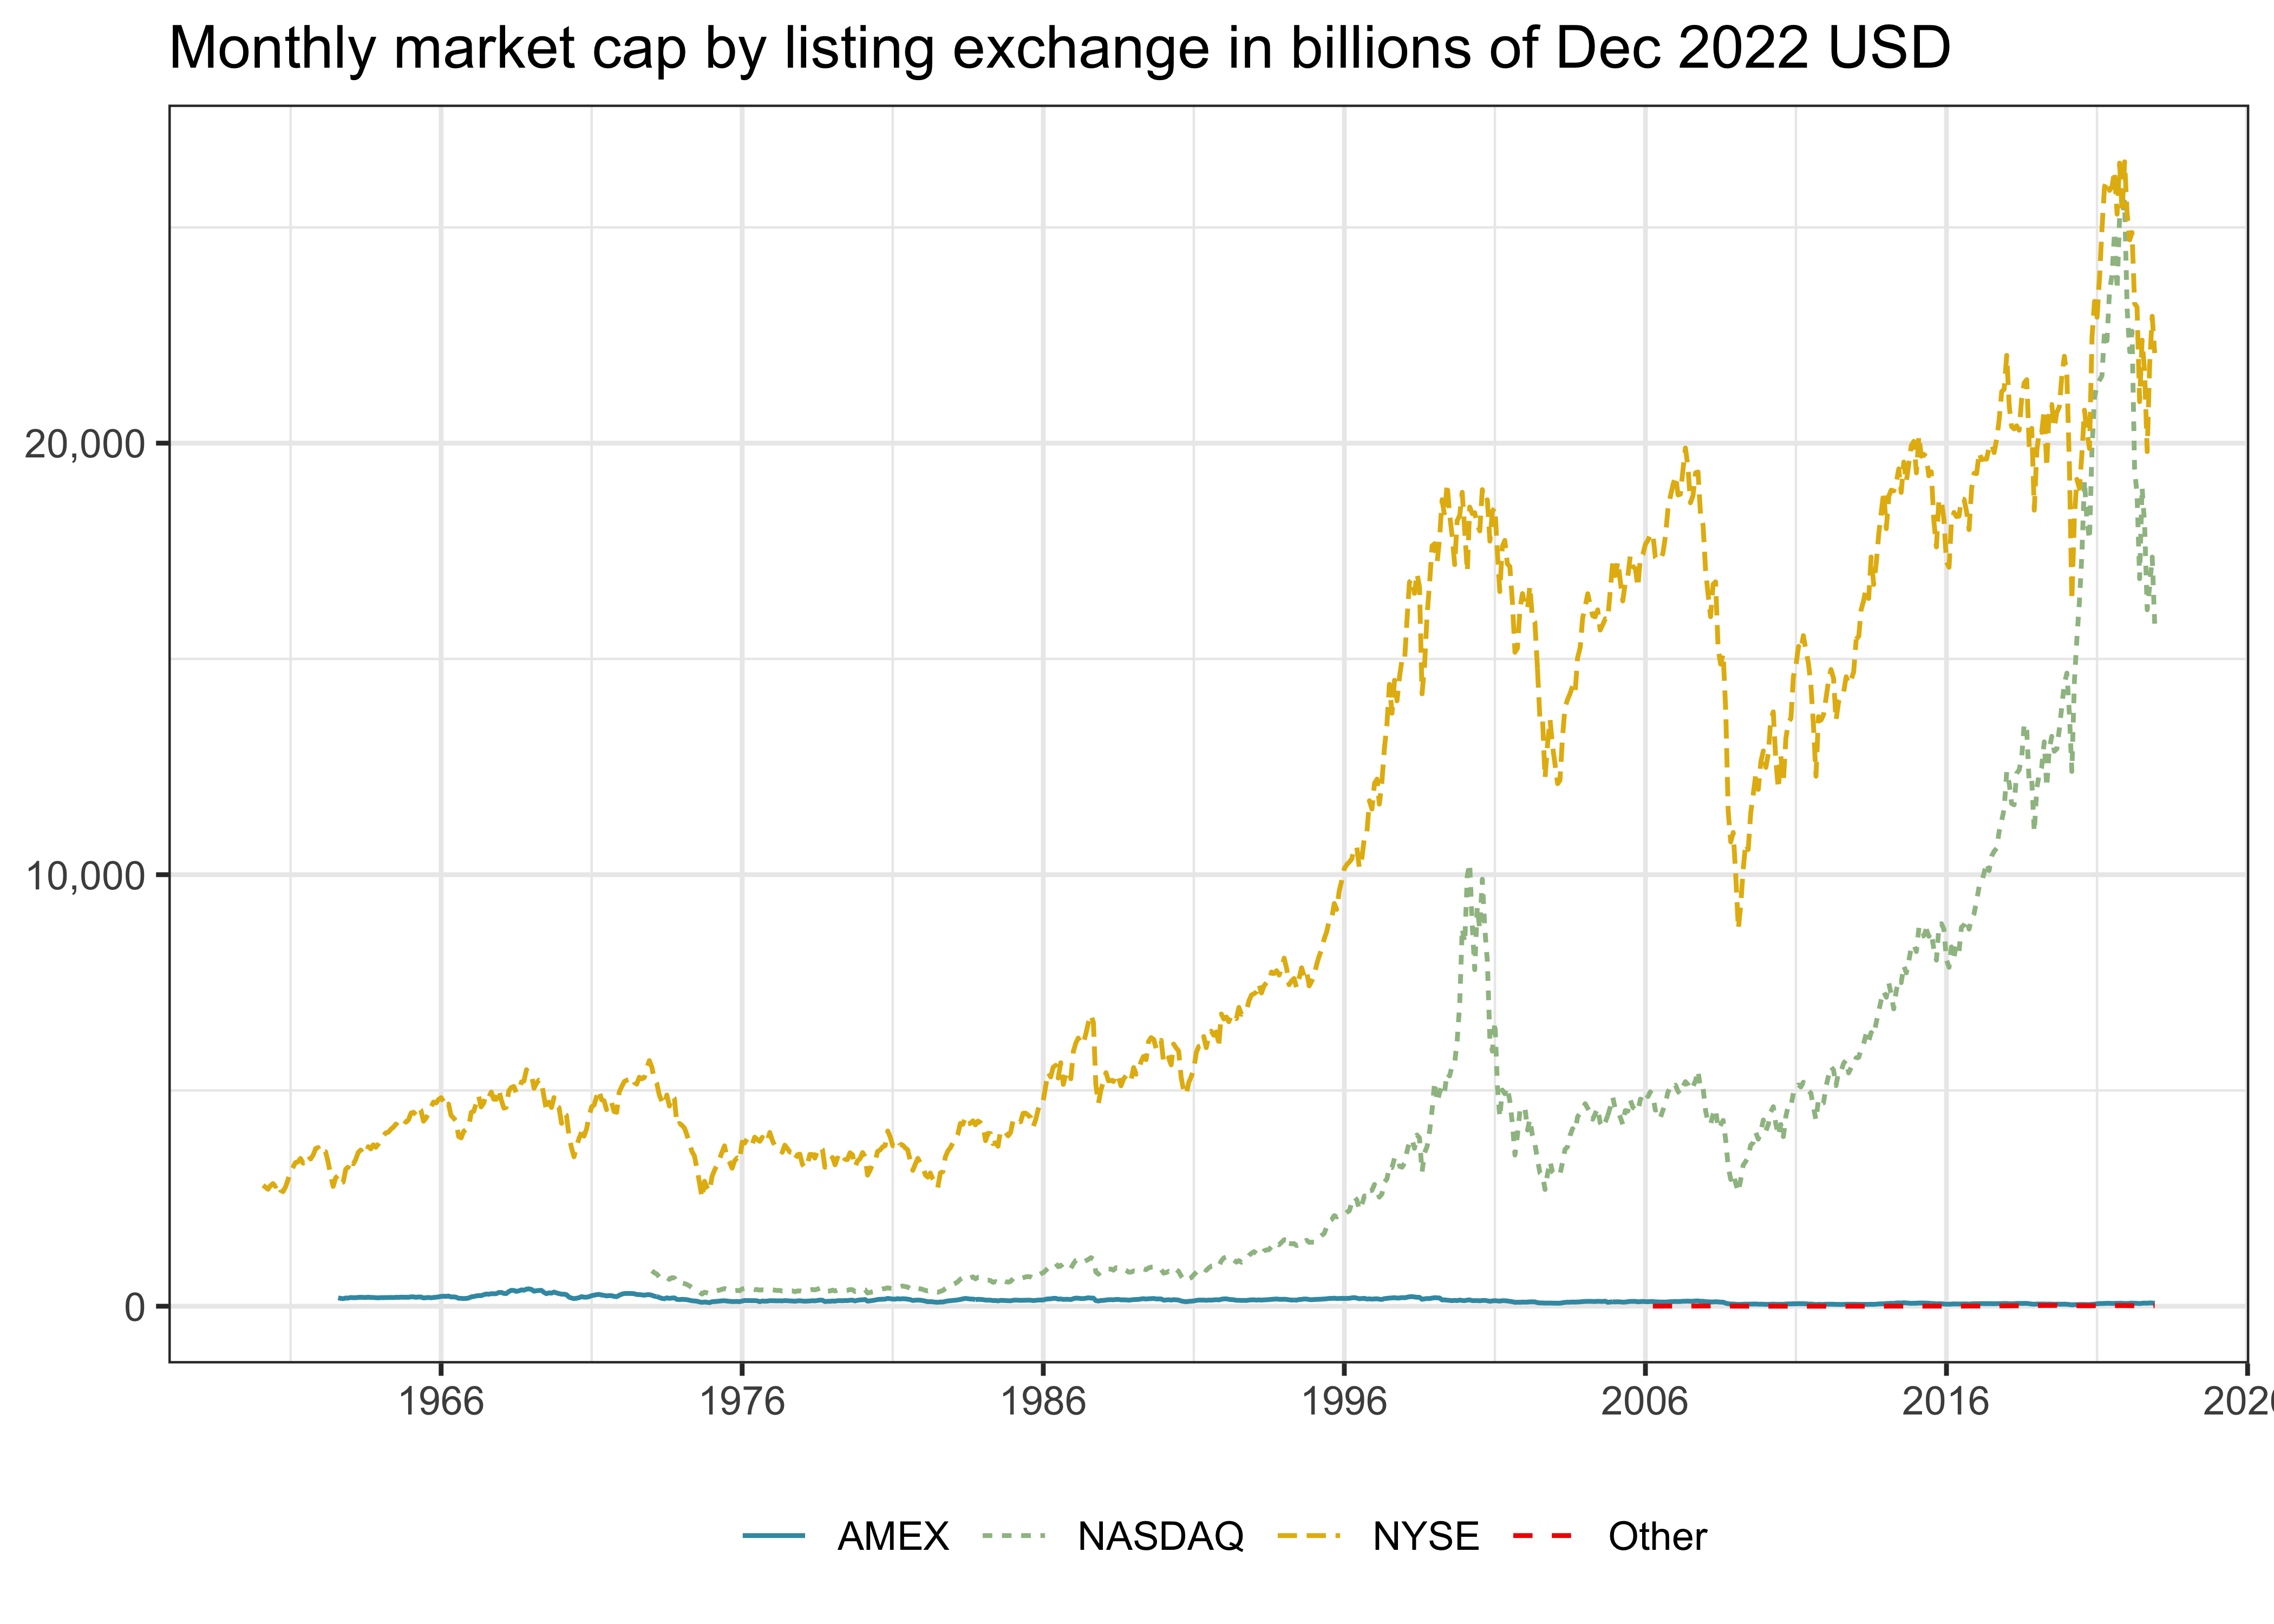 Monthly market cap by listing exchange in billions of Dec 2022 USD
20,000
10,000
0
1966 1976 1986 1996 2006 2016
AMEX NASDAQ NYSE Other